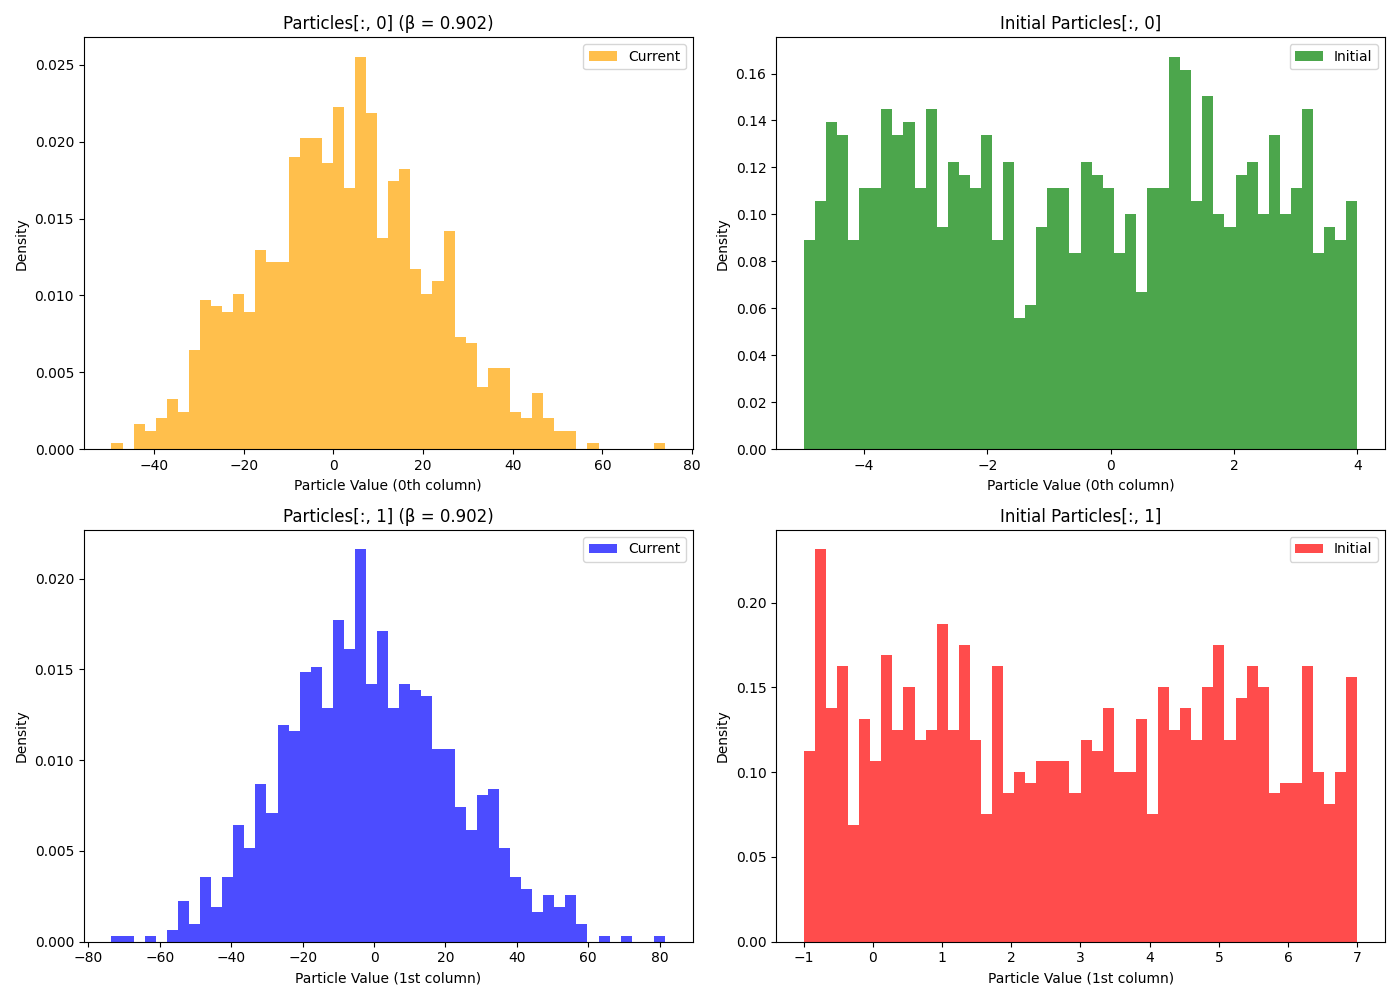 Particles[:, 0] (β = 0.902)
Current
0.025
0.020
0.015
0.010
0.005
0.000
Density
−40 −20 0 20 40 60 80
Particle Value (0th column)
Initial Particles[:, 0]
Initial
0.16
0.14
0.12
0.10
0.08
0.06
0.04
0.02
0.00
Density
−4 −2 0 2 4
Particle Value (0th column)
Particles[:, 1] (β = 0.902)
Current
0.020
0.015
0.010
0.005
0.000
Density
−80 −60 −40 −20 0 20 40 60 80
Particle Value (1st column)
Initial Particles[:, 1]
Initial
0.20
0.15
0.10
0.05
0.00
Density
−1 0 1 2 3 4 5 6 7
Particle Value (1st column)